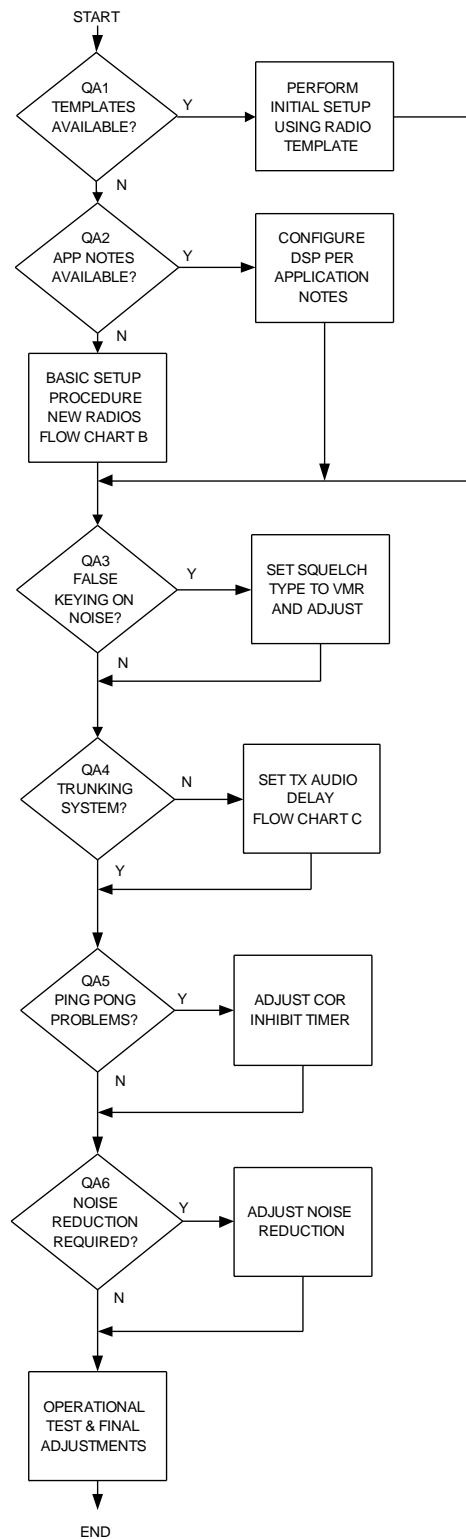 START
QA1
TEMPLATES
AVAILABLE?
Y
PERFORM
INITIAL SETUP
USING RADIO
TEMPLATE
N
QA2
APP NOTES
AVAILABLE?
Y
CONFIGURE
DSP PER
APPLICATION
NOTES
N
BASIC SETUP
PROCEDURE
NEW RADIOS
FLOW CHART B
QA3
FALSE
KEYING ON
NOISE?
Y
SET SQUELCH
TYPE TO VMR
AND ADJUST
N
QA4
TRUNKING
SYSTEM?
N
SET TX AUDIO
DELAY
FLOW CHART C
Y
QA5
PING PONG
PROBLEMS?
Y
ADJUST COR
INHIBIT TIMER
N
QA6
NOISE
REDUCTION
REQUIRED?
Y
ADJUST NOISE
REDUCTION
N
OPERATIONAL
TEST & FINAL
ADJUSTMENTS
END